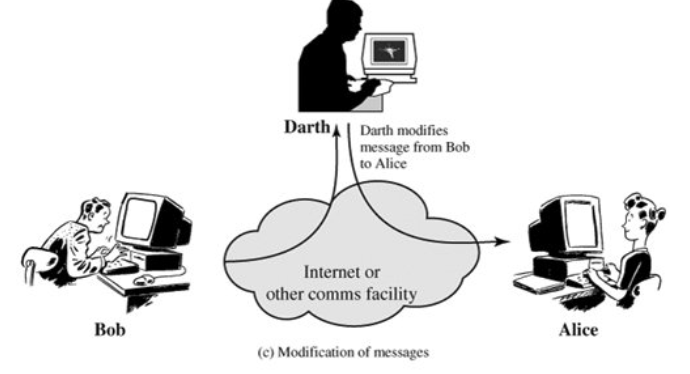 Darth
Darth modifies
message from Bob
to Alice
Internet or
other comms facility
Bob
Alice
(c) Modification of messages